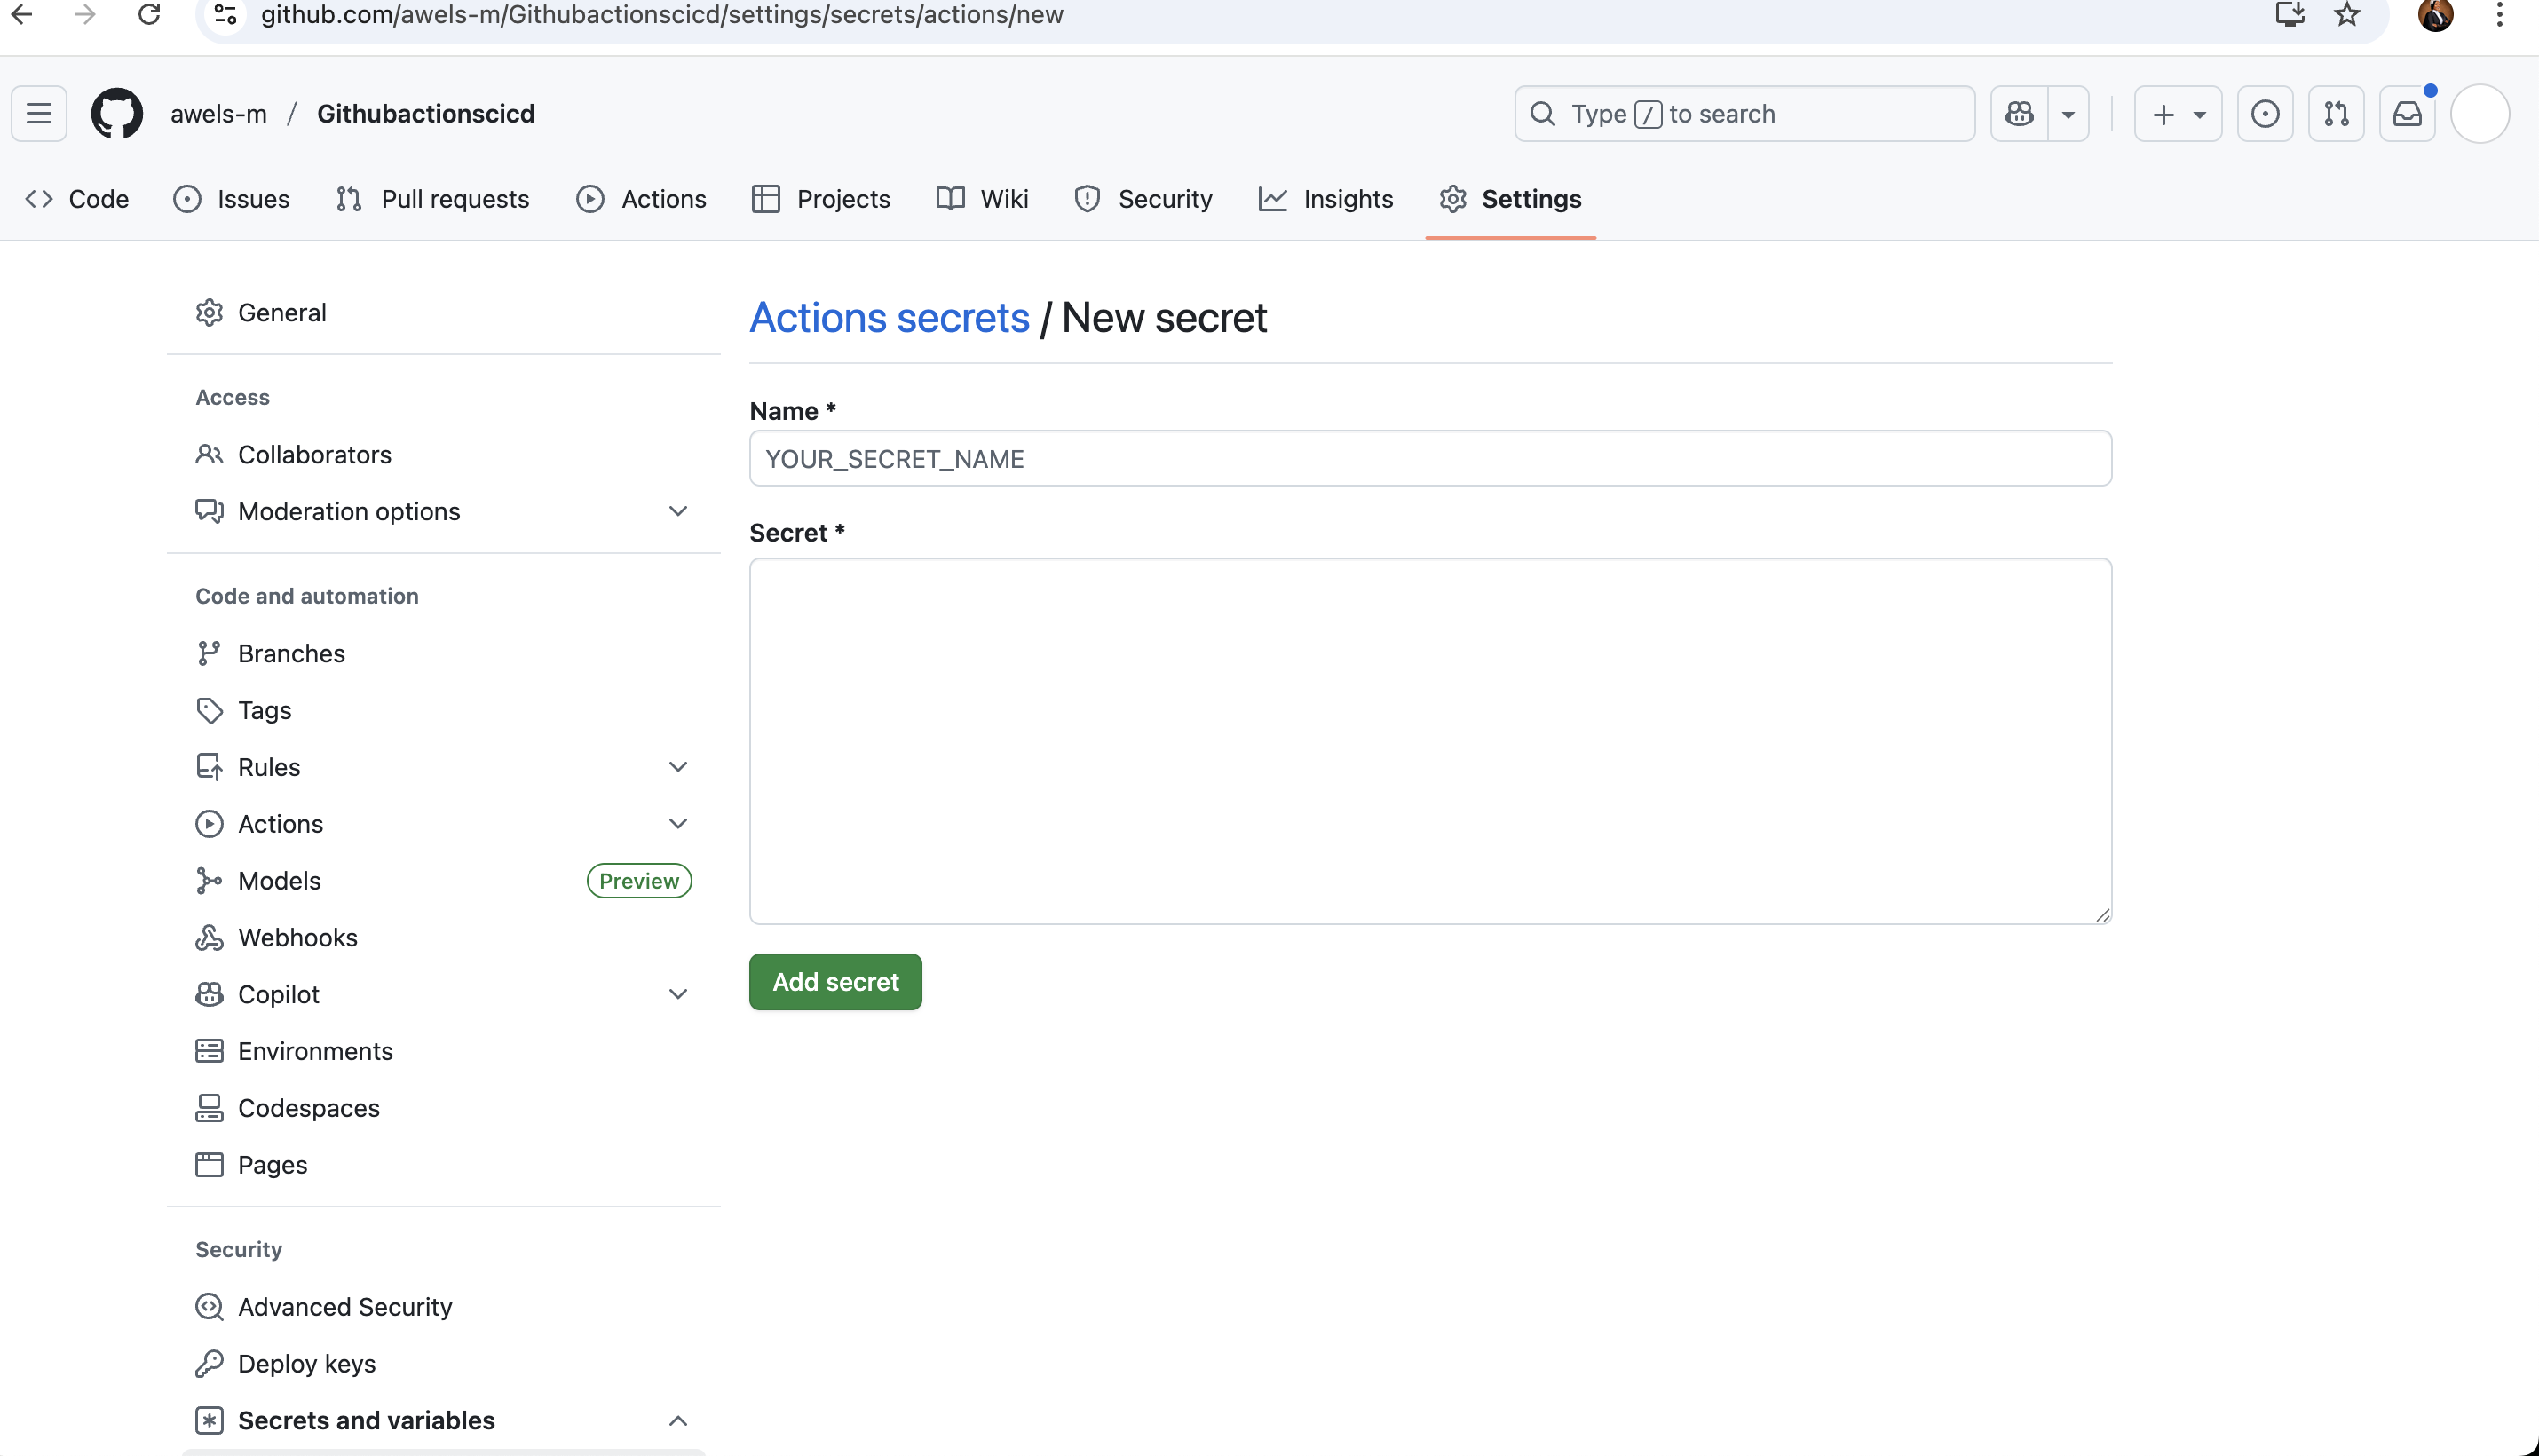 github.com/awels-m/Githubactionscicd/settings/secrets/actions/new
awels-m / Githubactionscicd
Type / to search
Code Issues Pull requests Actions Projects Wiki Security Insights Settings
General
Access
Collaborators
Moderation options
Code and automation
Branches
Tags
Rules
Actions
Models Preview
Webhooks
Copilot
Environments
Codespaces
Pages
Security
Advanced Security
Deploy keys
Secrets and variables
Actions secrets / New secret
Name *
YOUR_SECRET_NAME
Secret *
Add secret